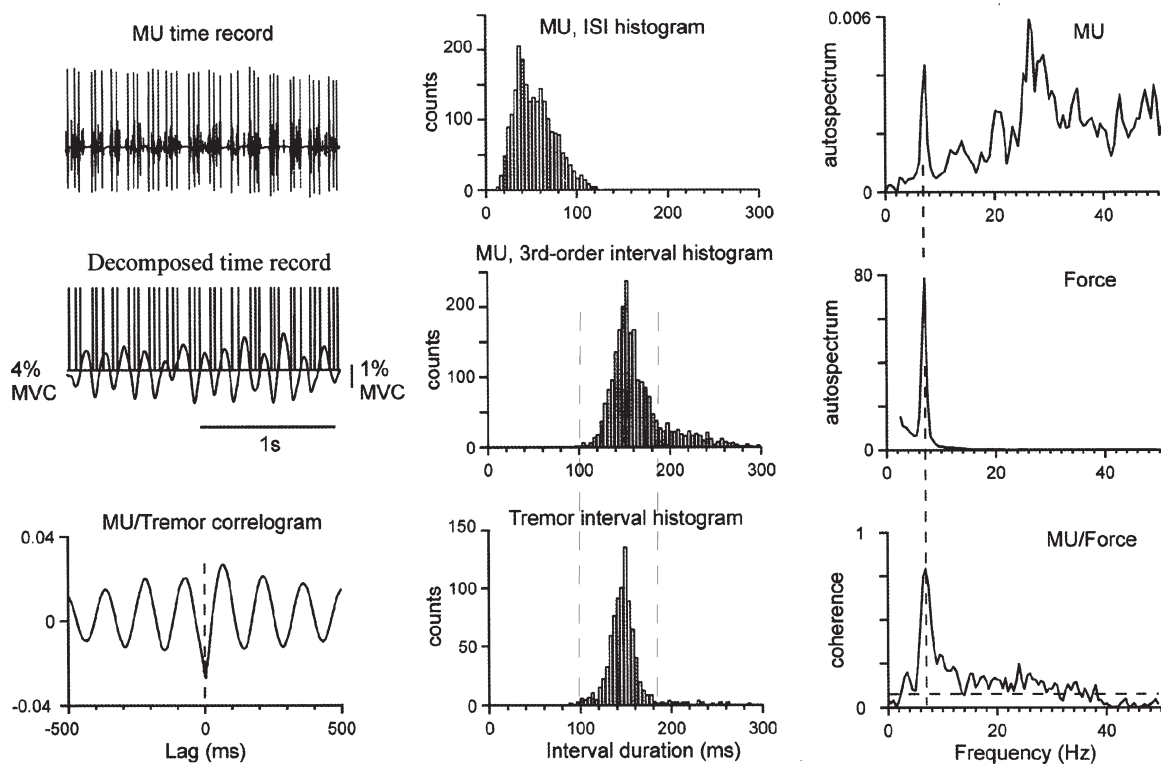 MU time record
Decomposed time record
4%
MVC
1%
MVC
1s
MU/Tremor correlogram
0.04
0
-0.04
-500
0
500
Lag (ms)
MU, ISI histogram
counts
200
100
0
0
100
200
300
MU, 3rd-order interval histogram
counts
200
100
0
0
100
200
300
Tremor interval histogram
counts
150
100
50
0
0
100
200
300
Interval duration (ms)
MU
autospectrum
0.006
0
0
20
40
Force
autospectrum
80
0
0
20
40
MU/Force
coherence
1
0
0
20
40
Frequency (Hz)